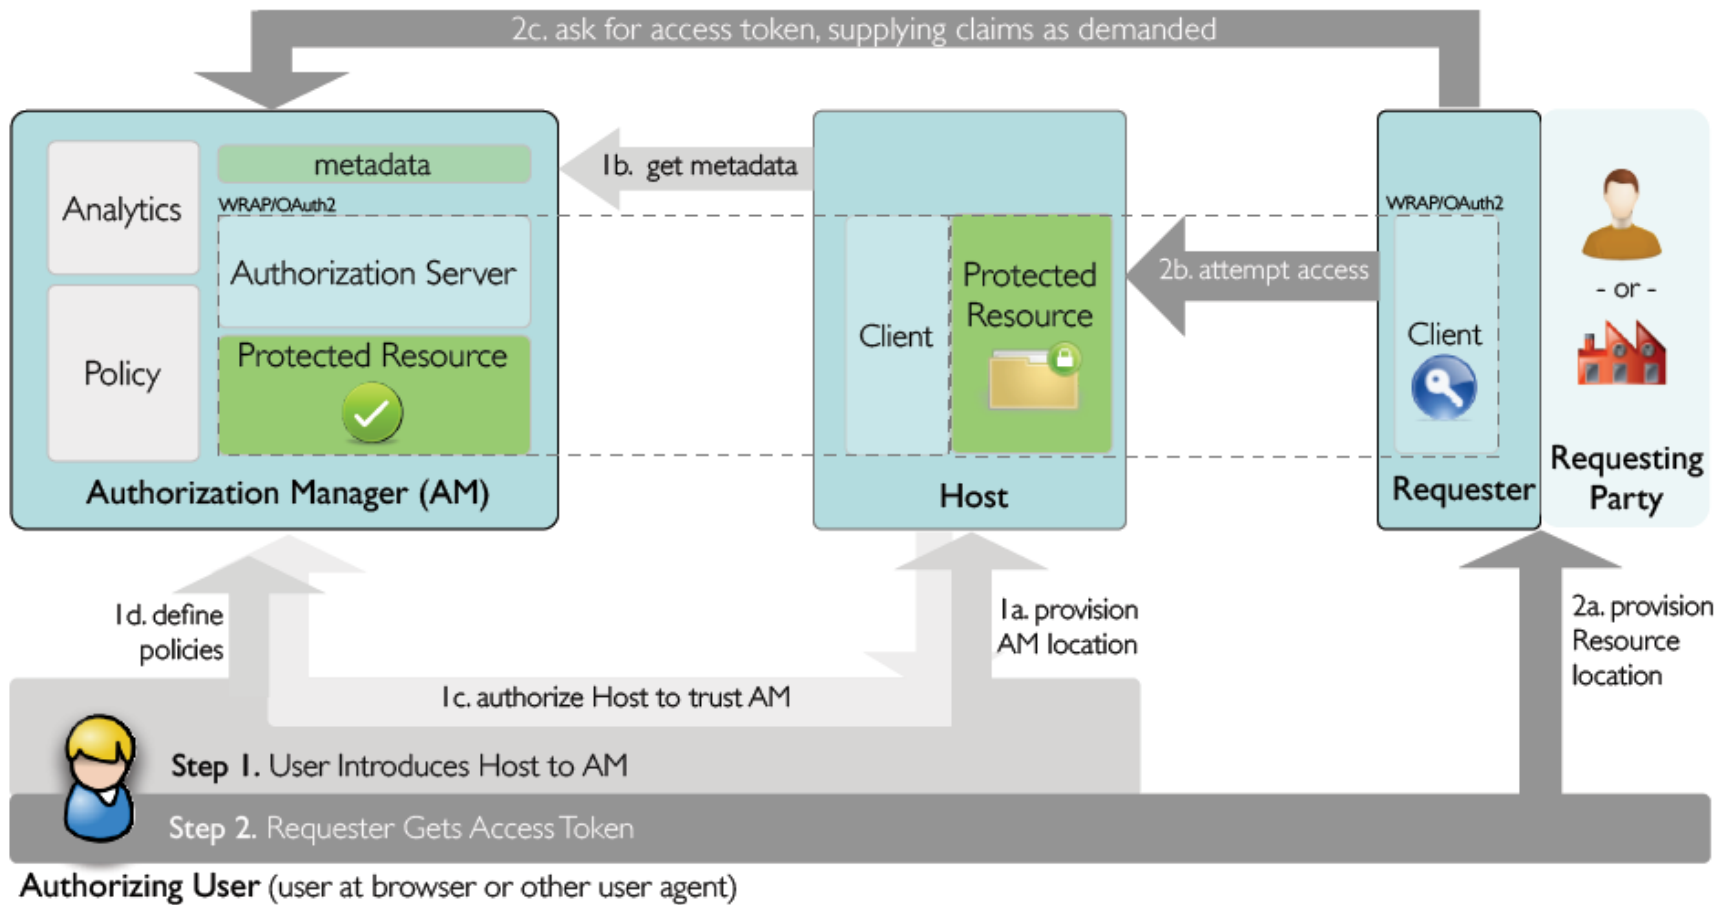 2c. ask for access token, supplying claims as demanded
Analytics
metadata
WRAP/OAuth2
Authorization Server
Policy
Protected Resource
Authorization Manager (AM)
1b. get metadata
Client
Protected
Resource
Host
2b. attempt access
WRAP/OAuth2
Client
Requester
- or -
Requesting
Party
1d. define
policies
1c. authorize Host to trust AM
1a. provision
AM location
2a. provision
Resource
location
Step 1. User Introduces Host to AM
Step 2. Requester Gets Access Token
Authorizing User (user at browser or other user agent)